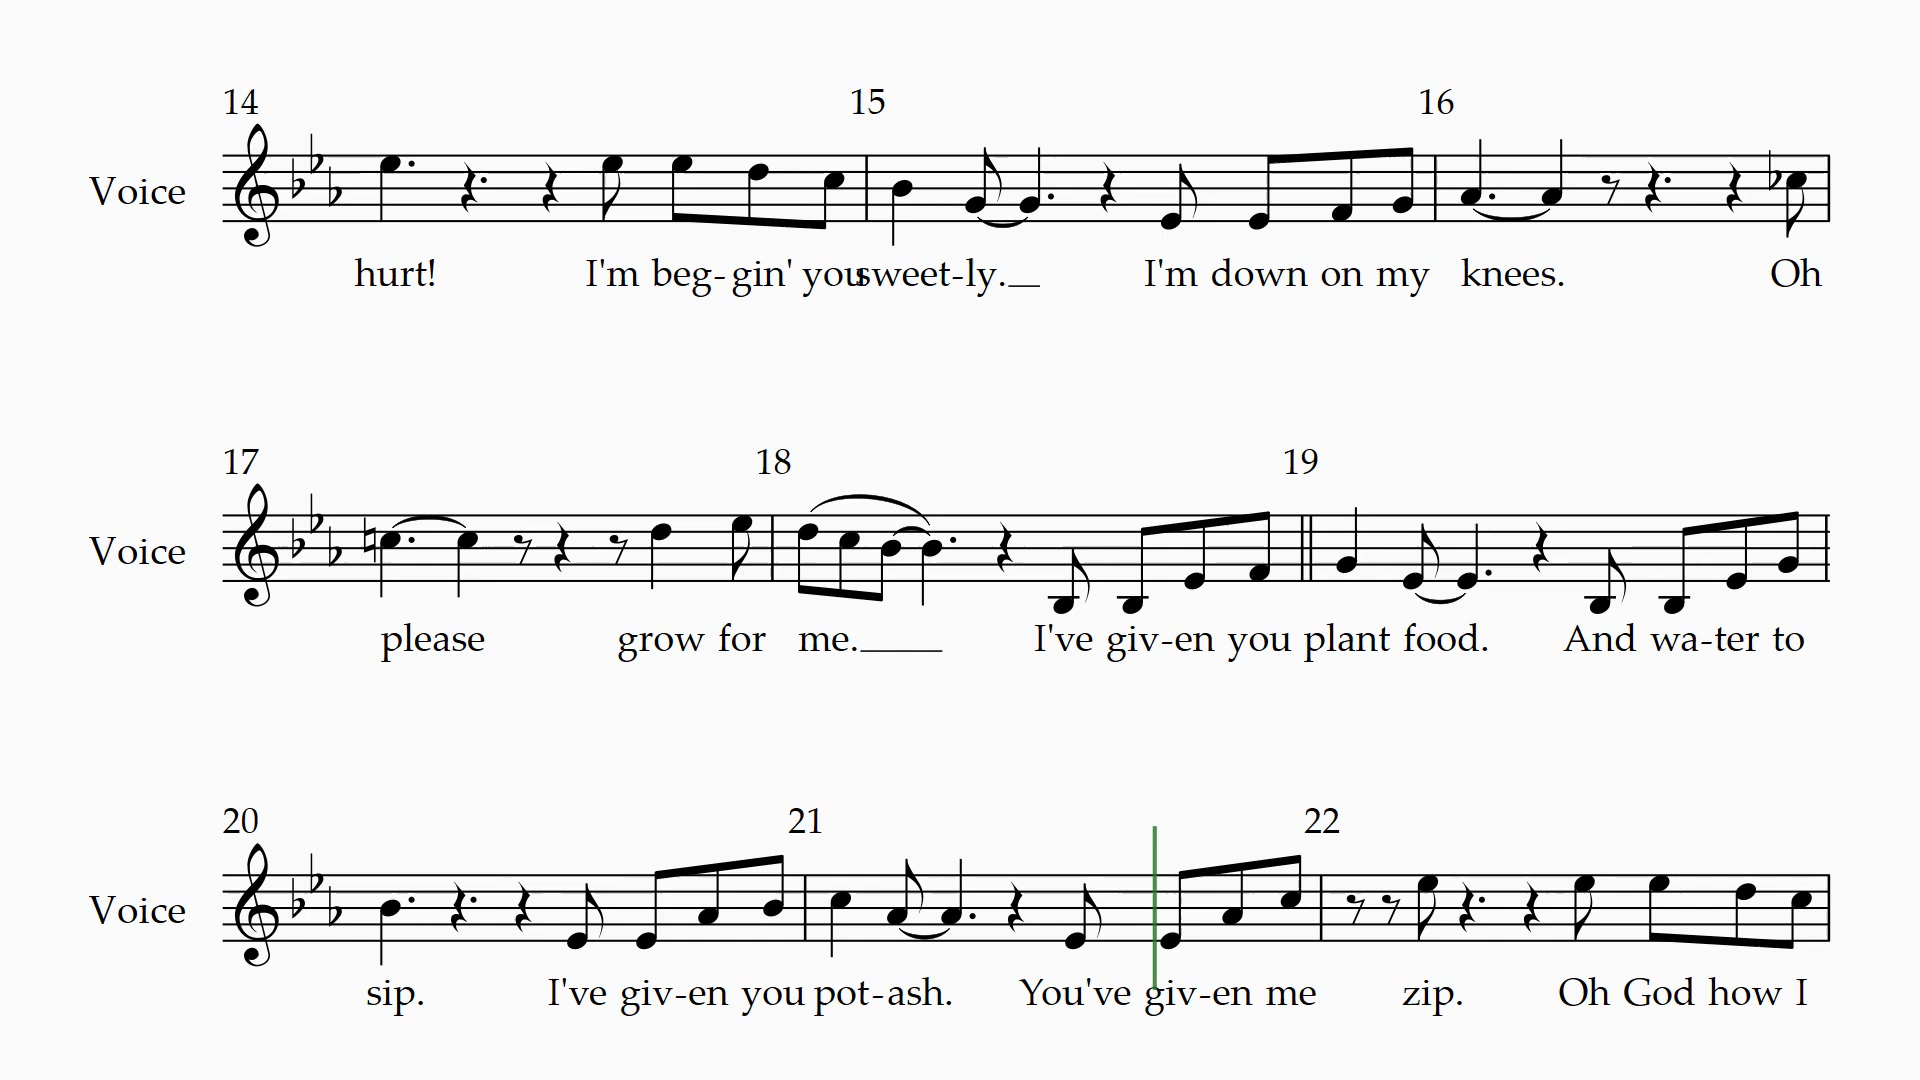 14 15 16
Voice
hurt! I'm beg-gin' you sweet-ly. I'm down on my knees. Oh
17 18 19
Voice
please grow for me. I've giv-en you plant food. And wa-ter to
20 21 22
Voice
sip. I've giv-en you pot-ash. You've giv-en me zip. Oh God how I